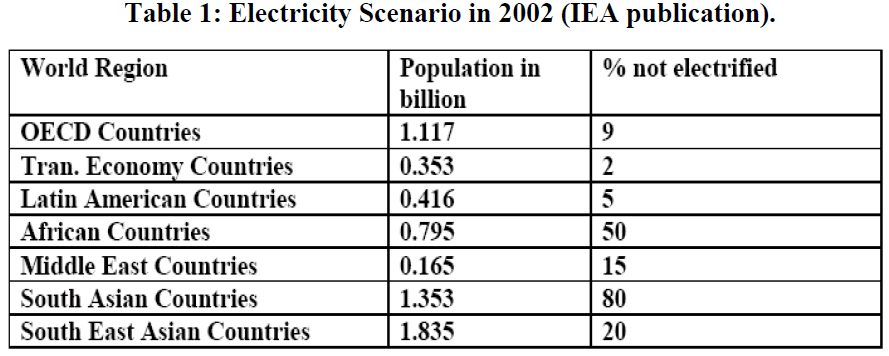 Table 1: Electricity Scenario in 2002 (IEA publication).
World Region Population in billion % not electrified
OECD Countries 1.117 9
Tran. Economy Countries 0.353 2
Latin American Countries 0.416 5
African Countries 0.795 50
Middle East Countries 0.165 15
South Asian Countries 1.353 80
South East Asian Countries 1.835 20